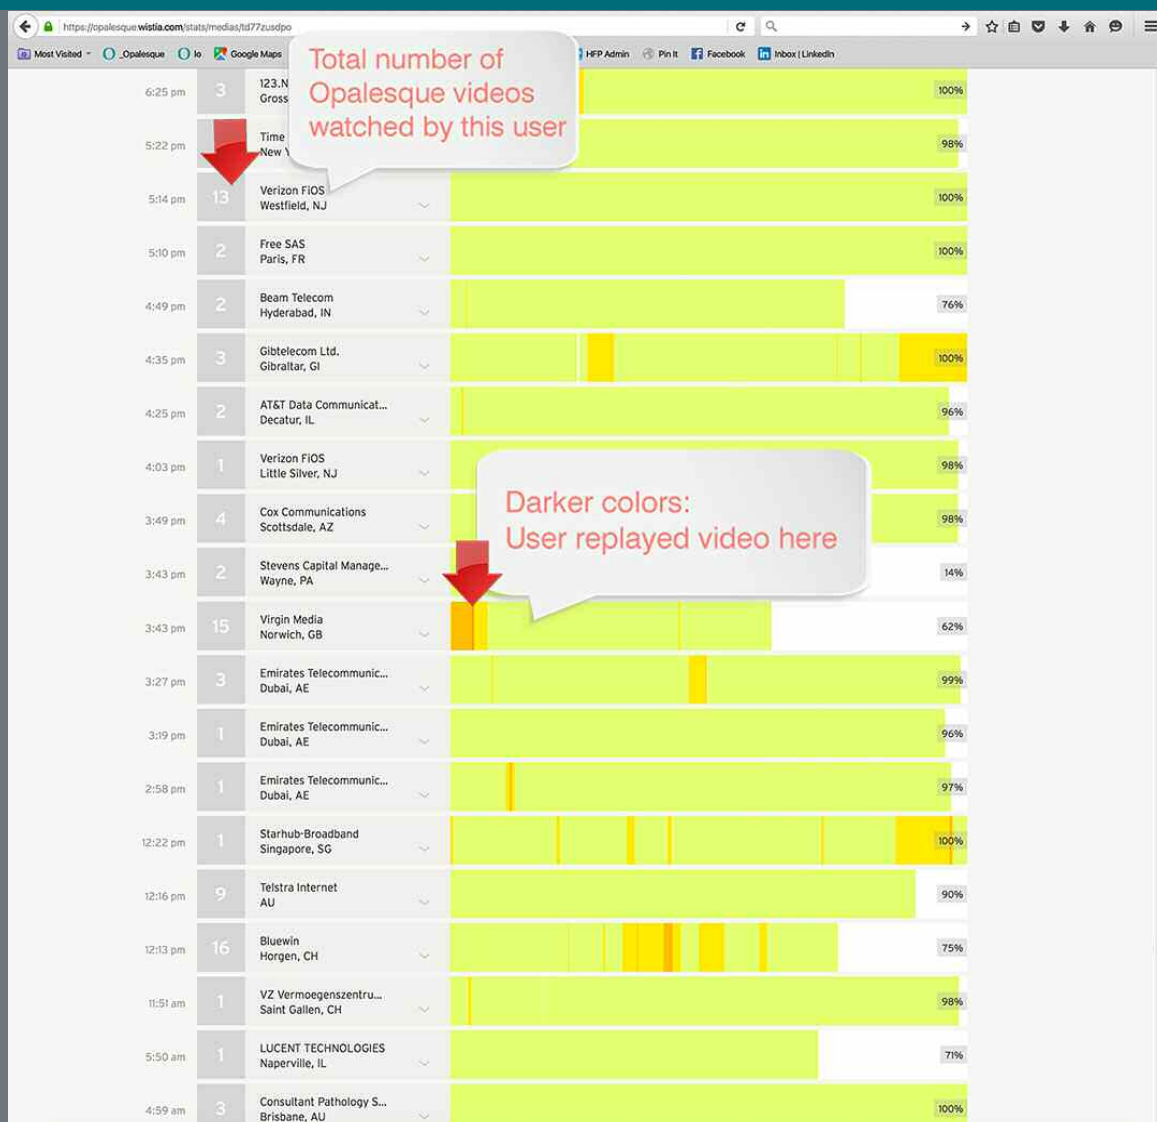 https://opalesque.wistia.com/stats/medias/td77zusdpo
Most Visited _Opalesque Io Google Maps HFP Admin Pin It Facebook Inbox | LinkedIn
Total number of
Opalesque videos
watched by this user
6:25 pm 3 123.N 100%
Gross
5:22 pm Time 98%
New Y
5:14 pm 13 Verizon FiOS 100%
Westfield, NJ
5:10 pm 2 Free SAS 100%
Paris, FR
4:49 pm 2 Beam Telecom 76%
Hyderabad, IN
4:35 pm 3 Gibtelecom Ltd. 100%
Gibraltar, GI
4:25 pm 2 AT&T Data Communicat... 96%
Decatur, IL
4:03 pm 1 Verizon FiOS 98%
Little Silver, NJ
Darker colors:
User replayed video here
3:49 pm 4 Cox Communications 98%
Scottsdale, AZ
3:43 pm 2 Stevens Capital Manage... 14%
Wayne, PA
3:43 pm 15 Virgin Media 62%
Norwich, GB
3:27 pm 3 Emirates Telecommunic... 99%
Dubai, AE
3:19 pm 1 Emirates Telecommunic... 96%
Dubai, AE
2:58 pm 1 Emirates Telecommunic... 97%
Dubai, AE
12:22 pm 1 Starhub-Broadband 100%
Singapore, SG
12:16 pm 9 Telstra Internet 90%
AU
12:13 pm 16 Bluewin 75%
Horgen, CH
11:51 am 1 VZ Vermoegenszentru... 98%
Saint Gallen, CH
5:50 am 1 LUCENT TECHNOLOGIES 71%
Naperville, IL
4:59 am 3 Consultant Pathology S... 100%
Brisbane, AU